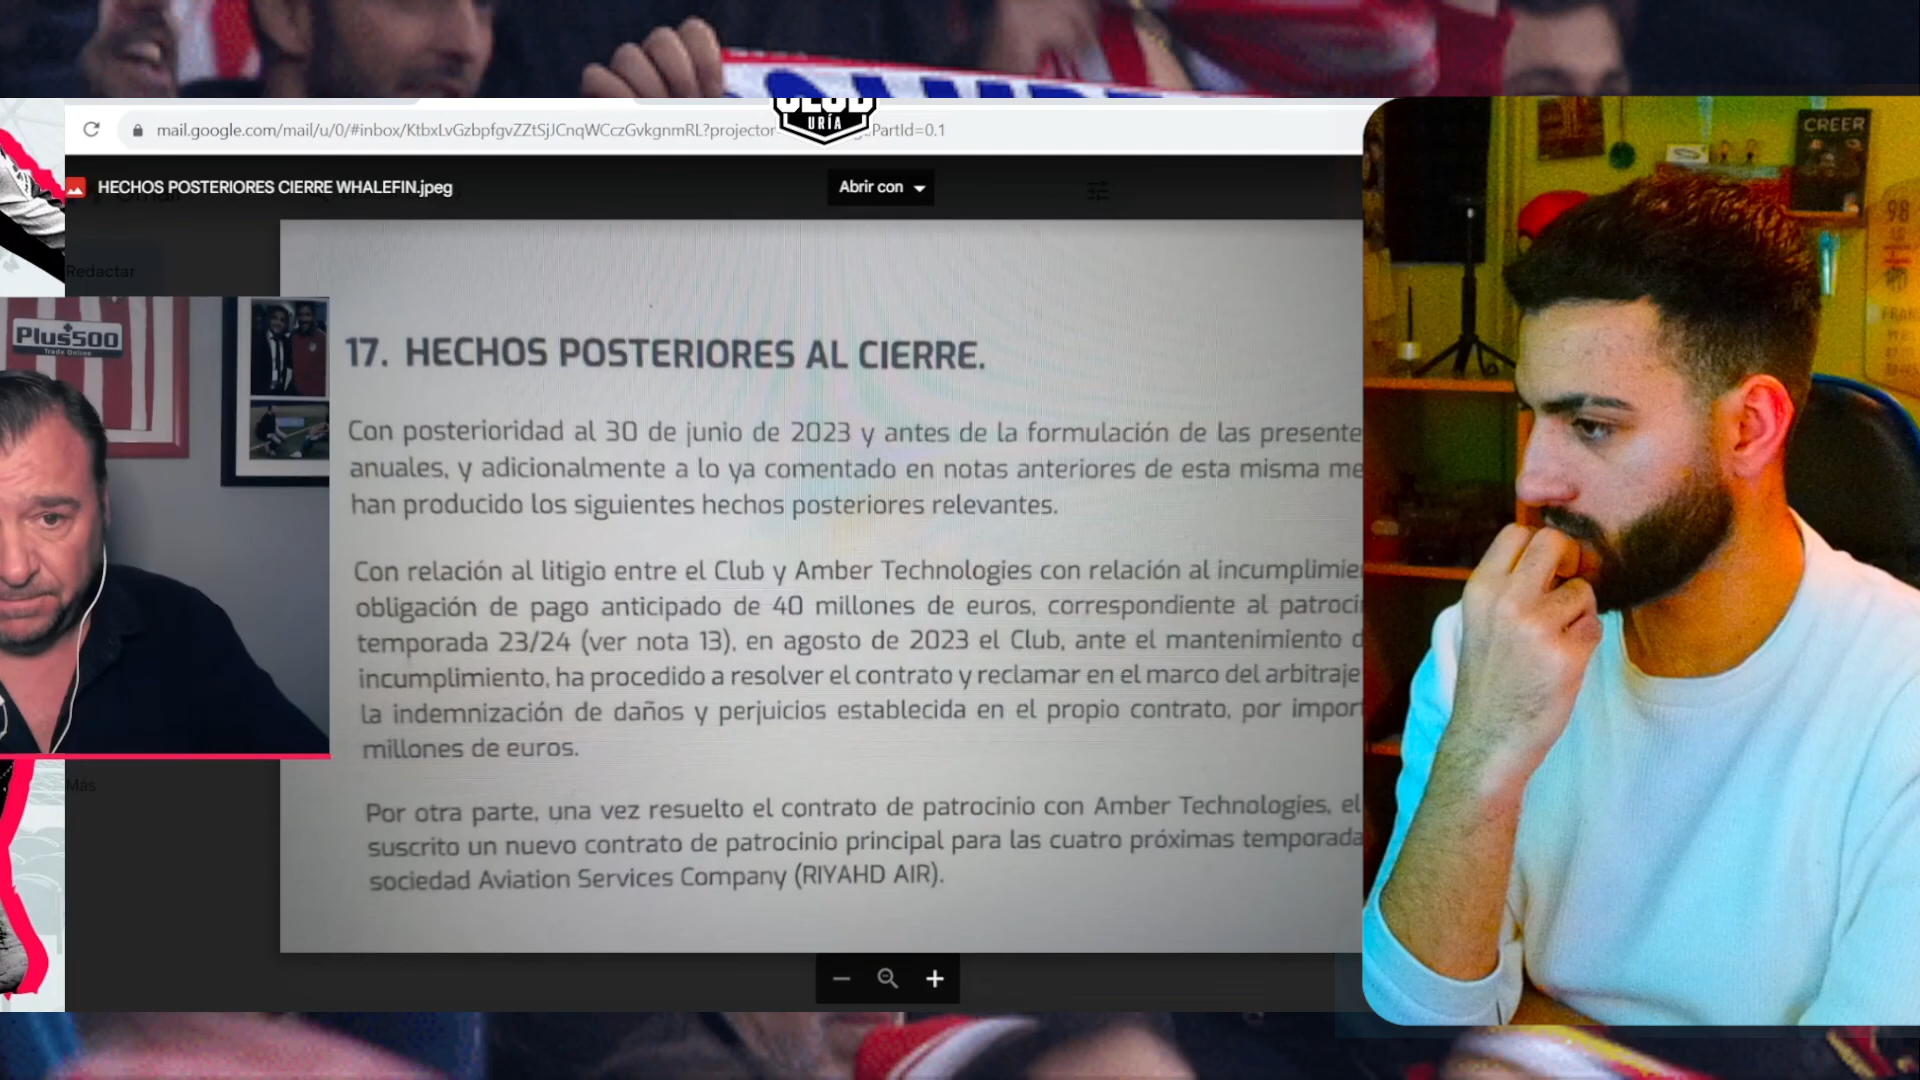 CLUB
URÍA
mail.google.com/mail/u/0/#inbox/KtbxLvGzbpfgvZZtSjJCnqWCczGvkgnmRL?projector
PartId=0.1
CREER
HECHOS POSTERIORES CIERRE WHALEFIN.jpeg
Abrir con
Redactar
98
Plus500
Trade Online
17. HECHOS POSTERIORES AL CIERRE.
Con posterioridad al 30 de junio de 2023 y antes de la formulación de las presente
anuales, y adicionalmente a lo ya comentado en notas anteriores de esta misma me
han producido los siguientes hechos posteriores relevantes.
Con relación al litigio entre el Club y Amber Technologies con relación al incumplimie
obligación de pago anticipado de 40 millones de euros, correspondiente al patroci
temporada 23/24 (ver nota 13), en agosto de 2023 el Club, ante el mantenimiento d
incumplimiento, ha procedido a resolver el contrato y reclamar en el marco del arbitraje
la indemnización de daños y perjuicios establecida en el propio contrato, por impor
millones de euros.
Más
Por otra parte, una vez resuelto el contrato de patrocinio con Amber Technologies, el
suscrito un nuevo contrato de patrocinio principal para las cuatro próximas temporada
sociedad Aviation Services Company (RIYAHD AIR).